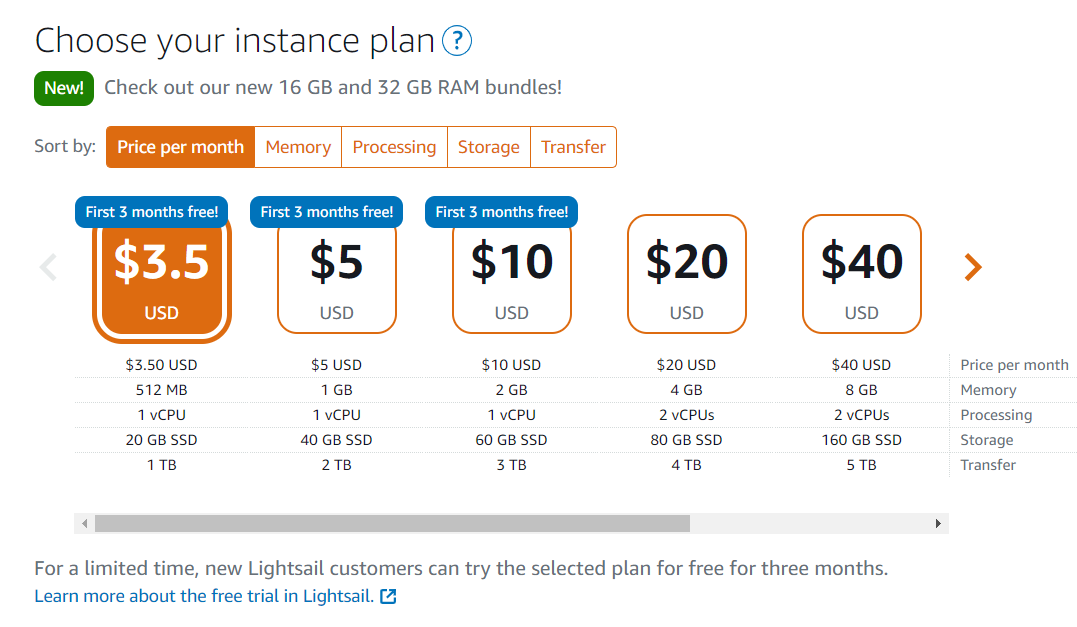 Choose your instance plan ?
New! Check out our new 16 GB and 32 GB RAM bundles!
Sort by: Price per month Memory Processing Storage Transfer
First 3 months free! First 3 months free! First 3 months free!
$3.5 $5 $10 $20 $40
USD USD USD USD USD
$3.50 USD $5 USD $10 USD $20 USD $40 USD Price per month
512 MB 1 GB 2 GB 4 GB 8 GB Memory
1 vCPU 1 vCPU 1 vCPU 2 vCPUs 2 vCPUs Processing
20 GB SSD 40 GB SSD 60 GB SSD 80 GB SSD 160 GB SSD Storage
1 TB 2 TB 3 TB 4 TB 5 TB Transfer
For a limited time, new Lightsail customers can try the selected plan for free for three months.
Learn more about the free trial in Lightsail.